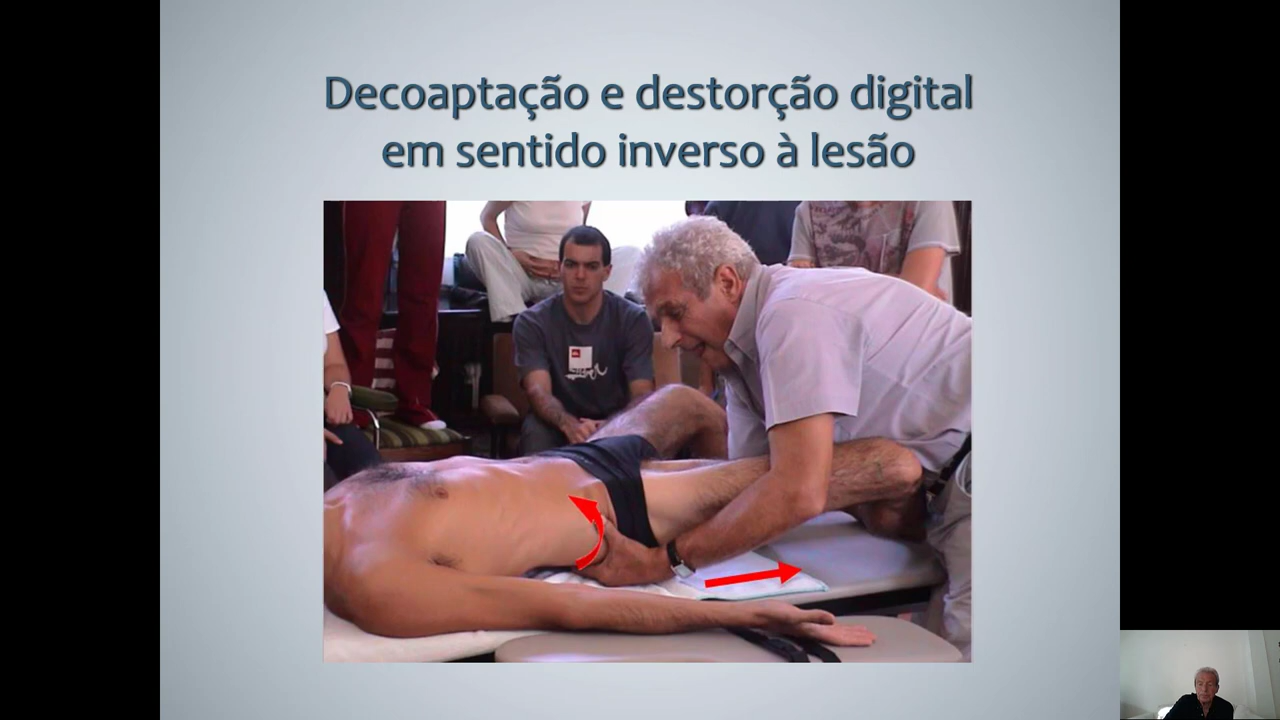 Decoaptação e destorção digital
em sentido inverso à lesão